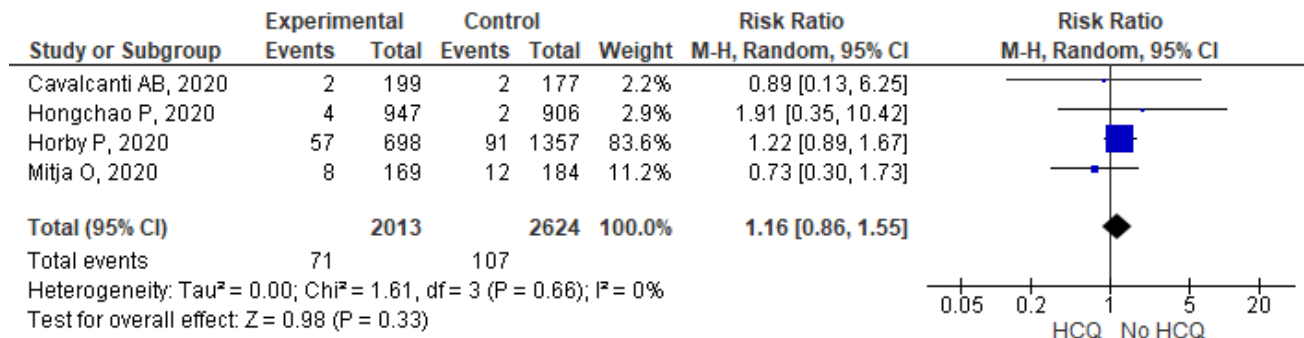 Experimental Control Risk Ratio Risk Ratio
Study or Subgroup Events Total Events Total Weight M-H, Random, 95% CI M-H, Random, 95% CI
Cavalcanti AB, 2020 2 199 2 177 2.2% 0.89 [0.13, 6.25]
Hongchao P, 2020 4 947 2 906 2.9% 1.91 [0.35, 10.42]
Horby P, 2020 57 698 91 1357 83.6% 1.22 [0.89, 1.67]
Mitja O, 2020 8 169 12 184 11.2% 0.73 [0.30, 1.73]
Total (95% CI) 2013 2624 100.0% 1.16 [0.86, 1.55]
Total events 71 107
Heterogeneity: Tau² = 0.00; Chi² = 1.61, df = 3 (P = 0.66); I² = 0%
Test for overall effect: Z = 0.98 (P = 0.33)
0.05 0.2 1 5 20
HCQ No HCQ